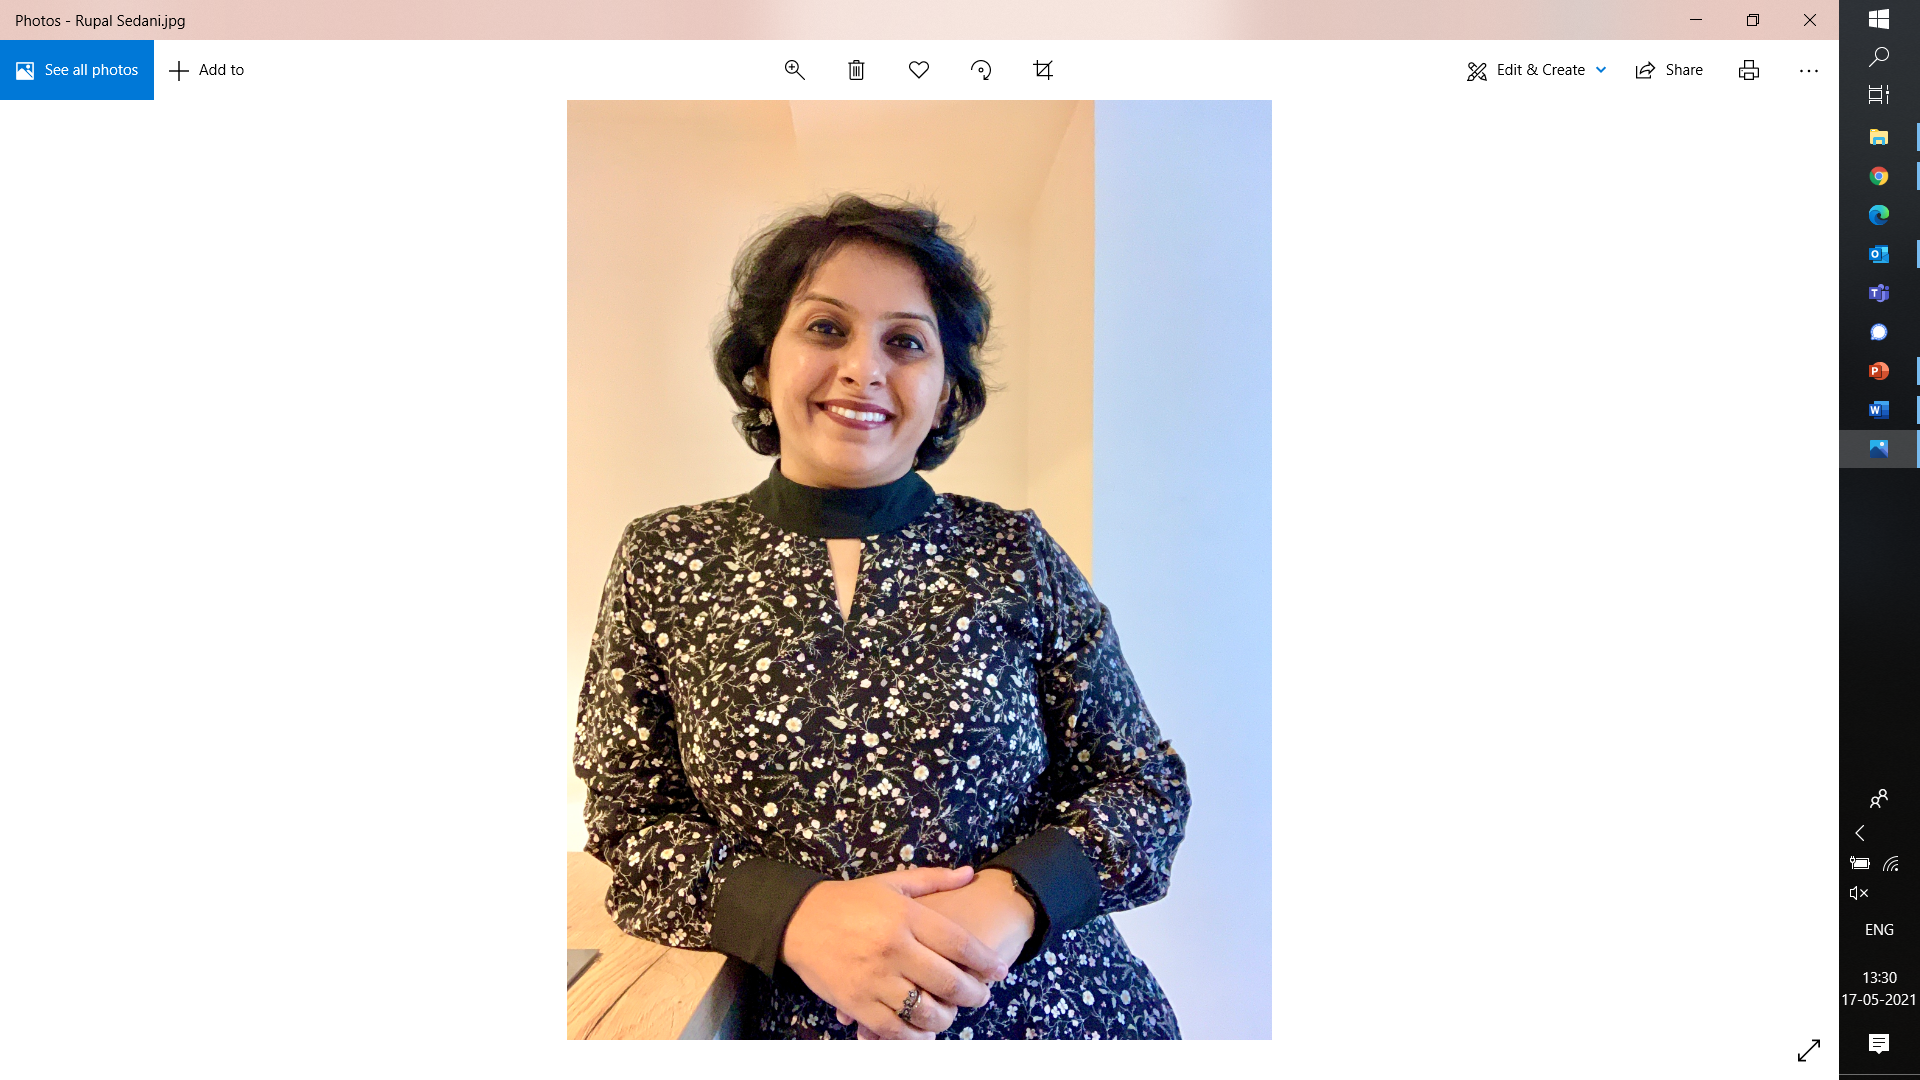 Photos - Rupal Sedani.jpg
See all photos
Add to
Edit & Create
Share
ENG
13:30
17-05-2021